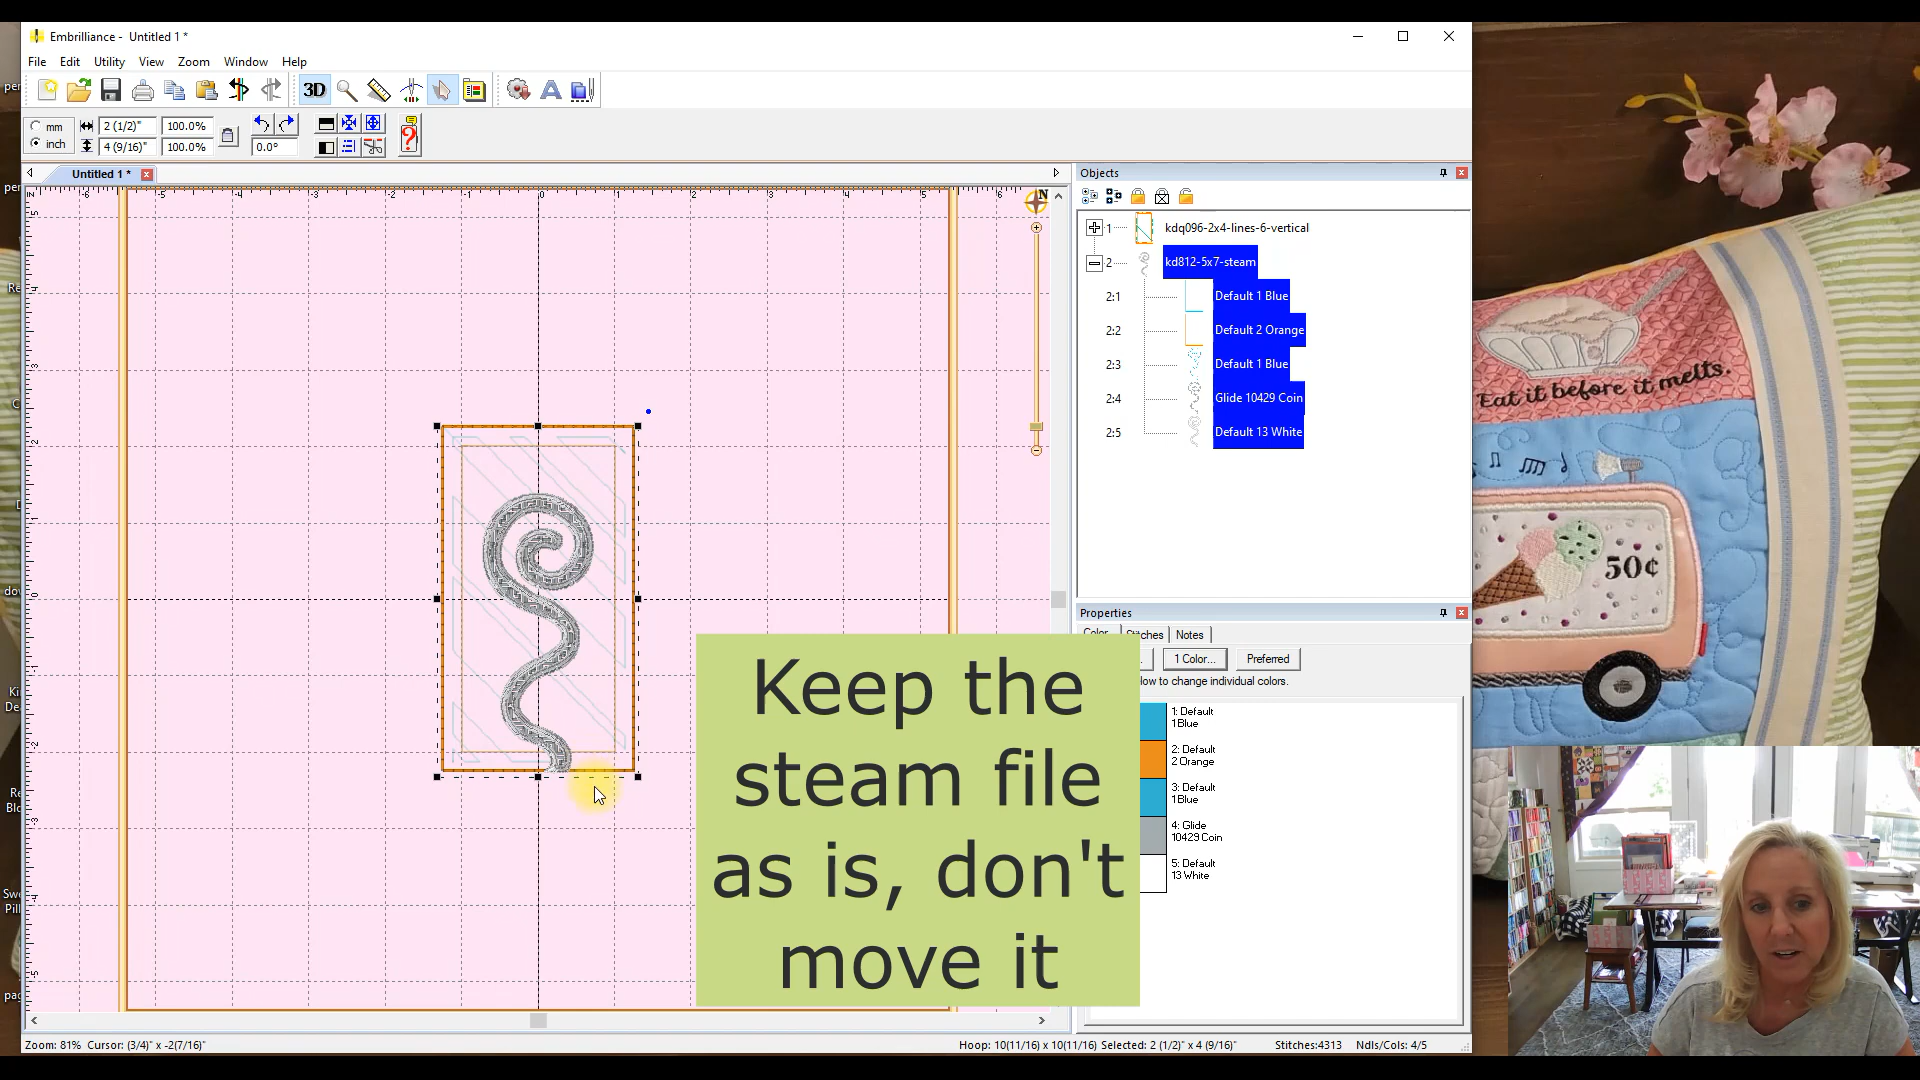 Embrilliance - Untitled 1 *
File Edit Utility View Zoom Window Help
3D
mm
inch
2 (1/2)" 100.0%
4 (9/16)" 100.0%
0.0°
Untitled 1 *
Objects
1 kdq096-2x4-lines-6-vertical
2 kd812-5x7-steam
2:1 Default 1 Blue
2:2 Default 2 Orange
2:3 Default 1 Blue
2:4 Glide 10429 Coin
2:5 Default 13 White
Properties
Notes
1 Color... Preferred
to change individual colors.
1: Default
1 Blue
2: Default
2 Orange
3: Default
1 Blue
4: Glide
10429 Coin
5: Default
13 White
Keep the
steam file
as is, don't
move it
Zoom: 81% Cursor: (3/4)" x -2(7/16)"
Hoop: 10(11/16) x 10(11/16) Selected: 2 (1/2)" x 4 (9/16)" Stitches:4313 Ndls/Cols: 4/5
Eat it before it melts.
50¢